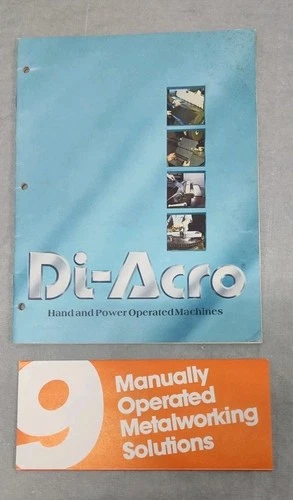 Di-Acro
Hand and Power Operated Machines
9
Manually
Operated
Metalworking
Solutions